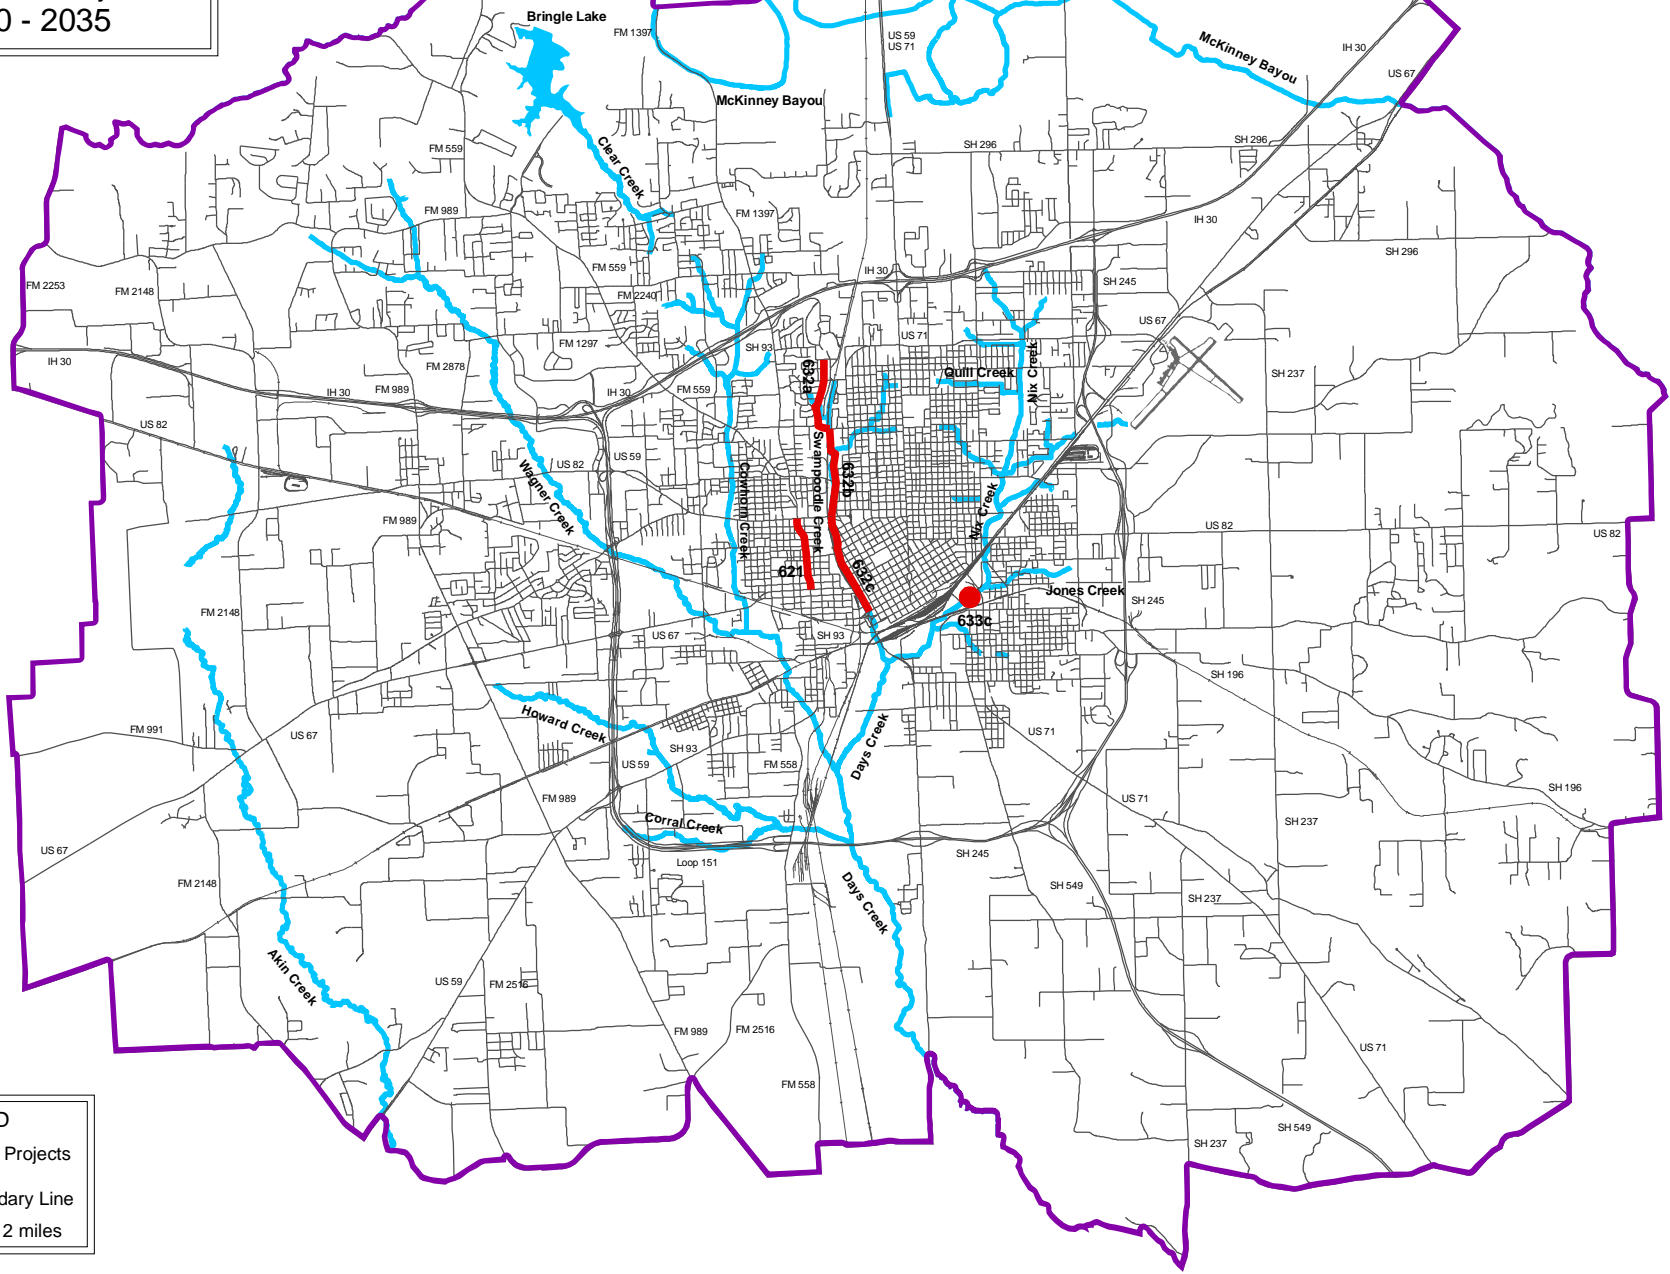 0 - 2035
Bringle Lake
FM 1397
US 59
US 71
McKinney Bayou
IH 30
US 67
McKinney Bayou
SH 296
SH 296
FM 559
Clear Creek
FM 989
FM 1397
IH 30
SH 296
FM 2253
FM 2148
FM 559
IH 30
SH 245
FM 2240
US 67
US 71
FM 1297
SH 93
IH 30
FM 2878
632a
Quill Creek
Nix Creek
SH 237
IH 30
FM 989
IH 30
FM 559
US 82
US 59
US 82
Swampoodle Creek
632b
Cowhorn Creek
Wagner Creek
FM 989
Nix Creek
US 82
US 82
621
632c
Jones Creek
SH 245
FM 2148
633c
US 67
SH 93
SH 196
Howard Creek
FM 991
US 67
SH 93
Days Creek
US 71
US 59
FM 558
SH 196
FM 989
US 71
Corral Creek
SH 237
US 67
Loop 151
SH 245
FM 2148
SH 549
Days Creek
SH 237
Akin Creek
US 59
FM 2516
FM 989
FM 2516
US 71
FM 558
D
Projects
SH 549
SH 237
dary Line
2 miles